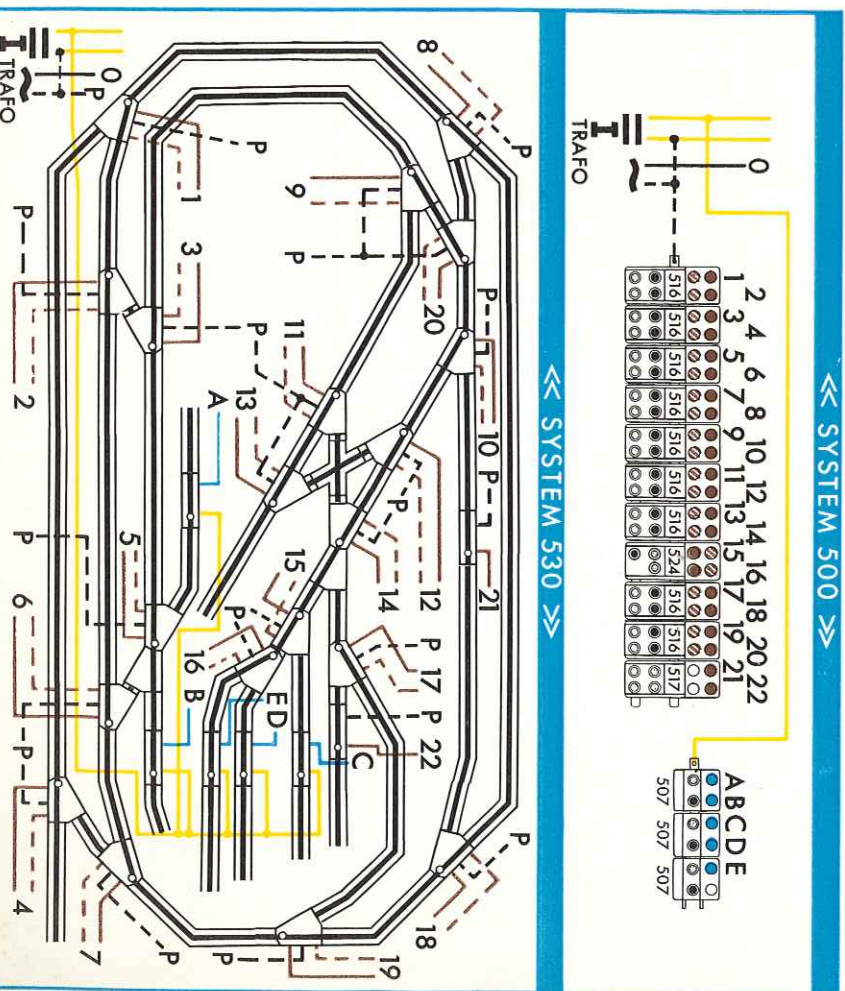 << SYSTEM 500 >>
O
TRAFO
1 2 3 4 5 6 7 8 9 10 11 12 13 14 15 16 17 18 19 20 21 22
516 516 516 516 516 516 516 524 516 516 517
A B C D E
507 507 507
<< SYSTEM 530 >>
8
P
9
P
20
P
10
21
P
P
1
3
P
11
13
P
12
14
P
2
A
15
P
17
P
22
P
5
16
B
E D
C
P
6
P
4
7
P
18
P
19
P
O
P
TRAFO